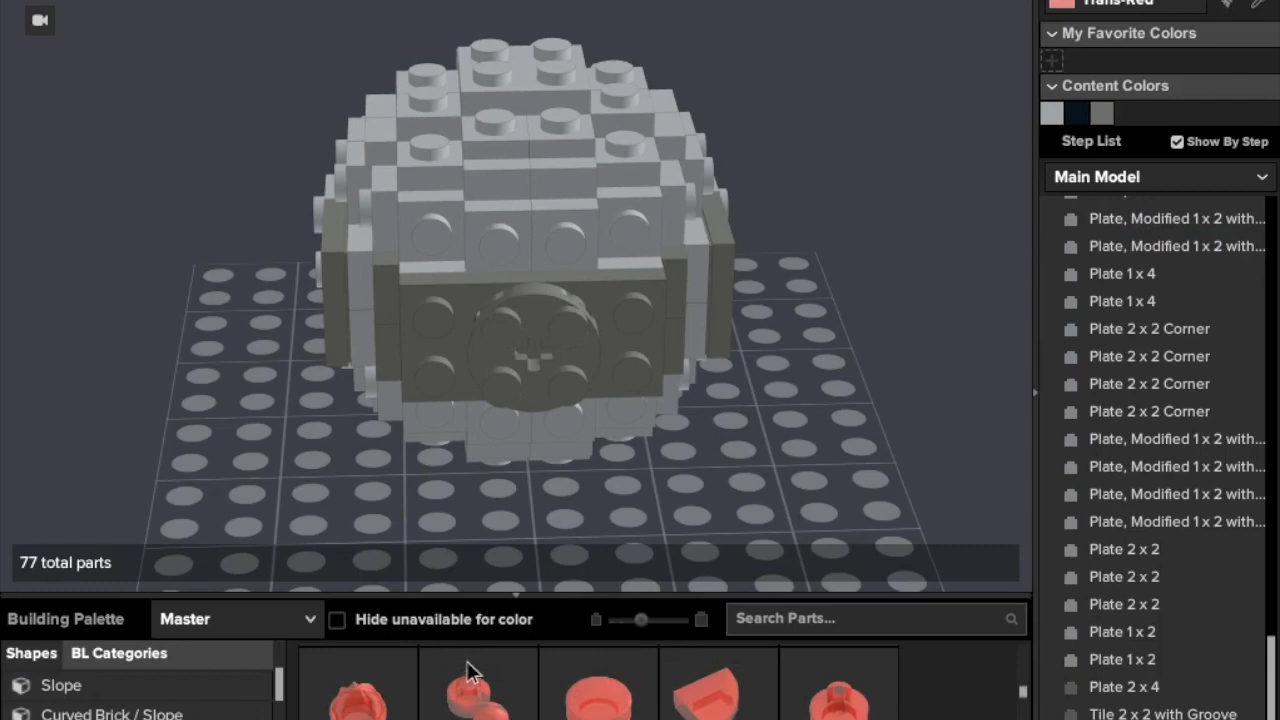 Trans-Red
My Favorite Colors
Content Colors
Step List
Show By Step
Main Model
Plate, Modified 1 x 2 with...
Plate, Modified 1 x 2 with...
Plate 1 x 4
Plate 1 x 4
Plate 2 x 2 Corner
Plate 2 x 2 Corner
Plate 2 x 2 Corner
Plate 2 x 2 Corner
Plate, Modified 1 x 2 with...
Plate, Modified 1 x 2 with...
Plate, Modified 1 x 2 with...
Plate, Modified 1 x 2 with...
Plate 2 x 2
Plate 2 x 2
Plate 2 x 2
Plate 1 x 2
Plate 1 x 2
Plate 2 x 4
Tile 2 x 2 with Groove
77 total parts
Building Palette
Master
Hide unavailable for color
Search Parts...
Shapes
BL Categories
Slope
Curved Brick / Slope